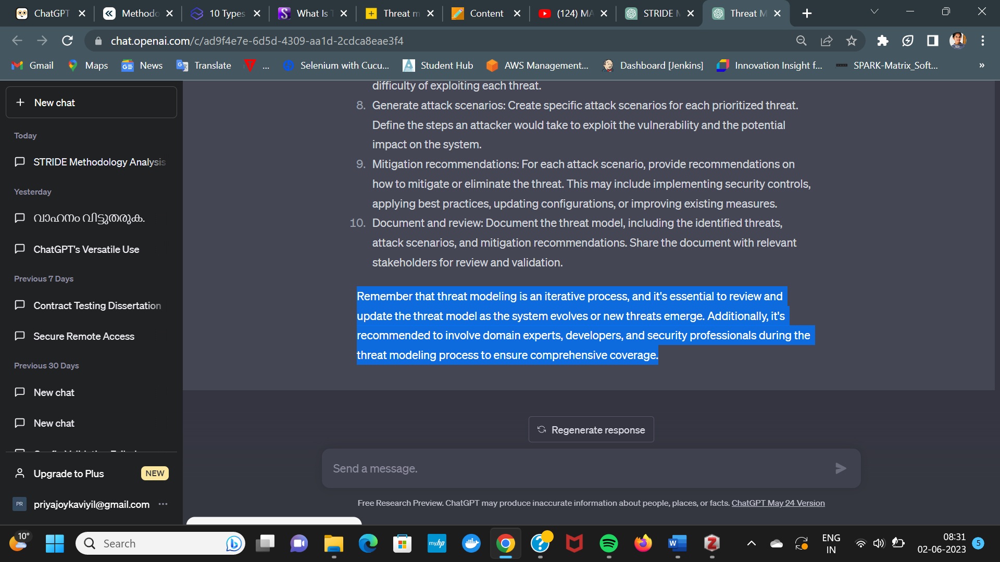 ChatGPT
Methodo
10 Types
What Is T
Threat m
Content
(124) MA
STRIDE M
Threat M
chat.openai.com/c/ad9f4e7e-6d5d-4309-aa1d-2cdca8eae3f4
Gmail
Maps
News
Translate
...
Selenium with Cucu...
Student Hub
AWS Management...
Dashboard [Jenkins]
Innovation Insight f...
SPARK-Matrix_Soft...
»
+ New chat
Today
STRIDE Methodology Analysis
Yesterday
വാഹനം വിട്ടുതരുക.
ChatGPT's Versatile Use
Previous 7 Days
Contract Testing Dissertation
Secure Remote Access
Previous 30 Days
New chat
New chat
Upgrade to Plus NEW
PR priyajoykaviyil@gmail.com ...
difficulty of exploiting each threat.
8. Generate attack scenarios: Create specific attack scenarios for each prioritized threat.
Define the steps an attacker would take to exploit the vulnerability and the potential
impact on the system.
9. Mitigation recommendations: For each attack scenario, provide recommendations on
how to mitigate or eliminate the threat. This may include implementing security controls,
applying best practices, updating configurations, or improving existing measures.
10. Document and review: Document the threat model, including the identified threats,
attack scenarios, and mitigation recommendations. Share the document with relevant
stakeholders for review and validation.
Remember that threat modeling is an iterative process, and it's essential to review and
update the threat model as the system evolves or new threats emerge. Additionally, it's
recommended to involve domain experts, developers, and security professionals during the
threat modeling process to ensure comprehensive coverage.
Regenerate response
Send a message.
Free Research Preview. ChatGPT may produce inaccurate information about people, places, or facts. ChatGPT May 24 Version
10°
Search
myhp
ENG
IN
08:31
02-06-2023
5